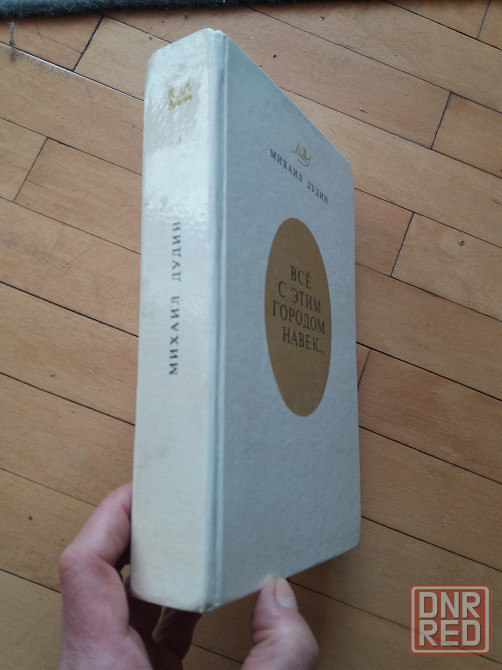 МИХАИЛ ДУДИН
МИХАИЛ ДУДИН
ВСЁ
С ЭТИМ
ГОРОДОМ
НАВЕК...
DNR
RED